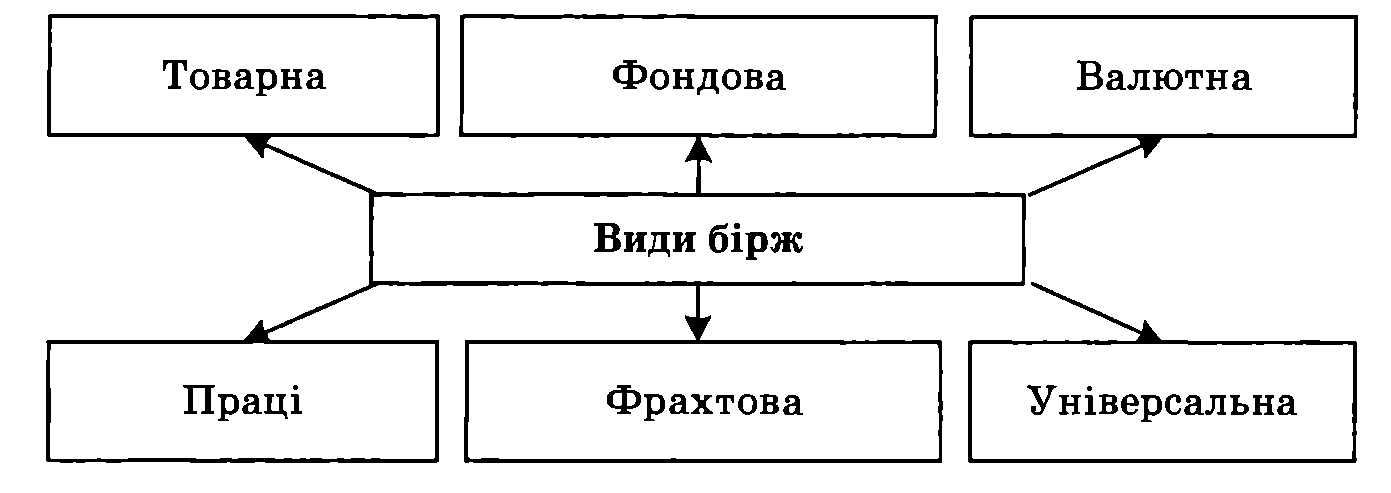 Товарна
Фондова
Валютна
Види бірж
Праці
Фрахтова
Універсальна